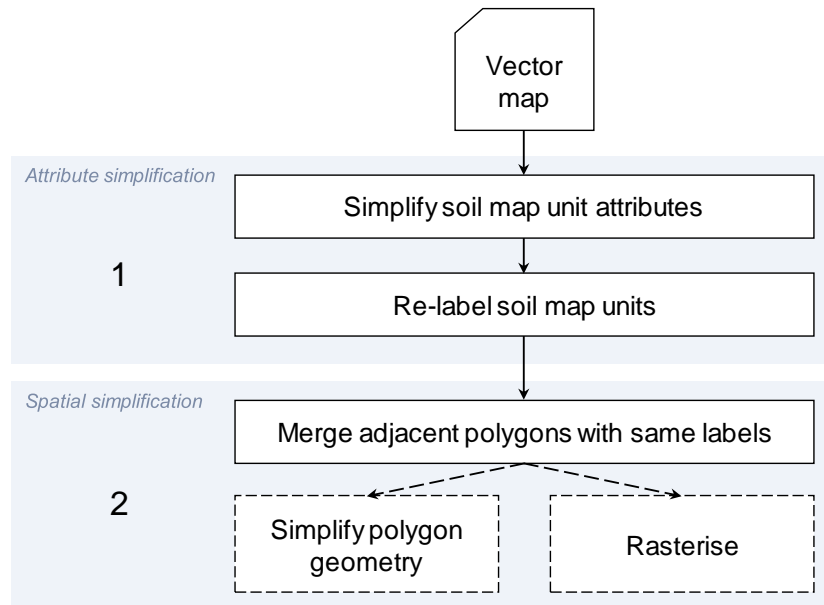 Vector
map
Attribute simplification
Simplify soil map unit attributes
1
Re-label soil map units
Spatial simplification
Merge adjacent polygons with same labels
2
Simplify polygon
geometry
Rasterise